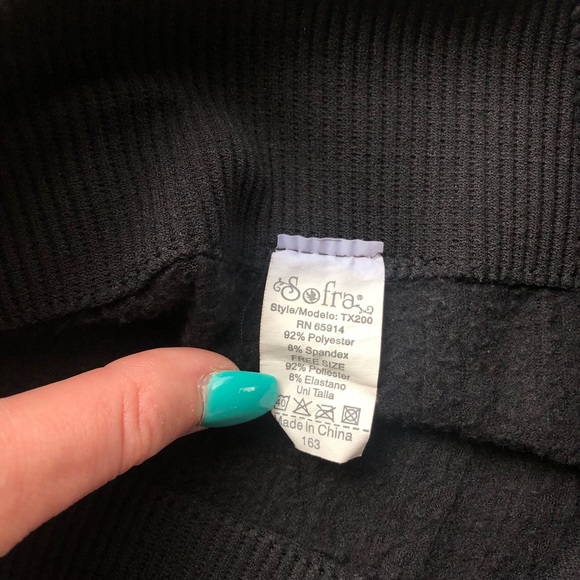 Sofra
Style/Modelo: TX200
RN 65914
92% Polyester
8% Spandex
FREE SIZE
92% Poliester
8% Elastano
Uni Talla
40
Made in China
163